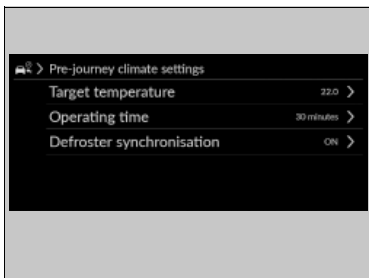 Pre-journey climate settings
Target temperature 22.0
Operating time 30 minutes
Defroster synchronisation ON